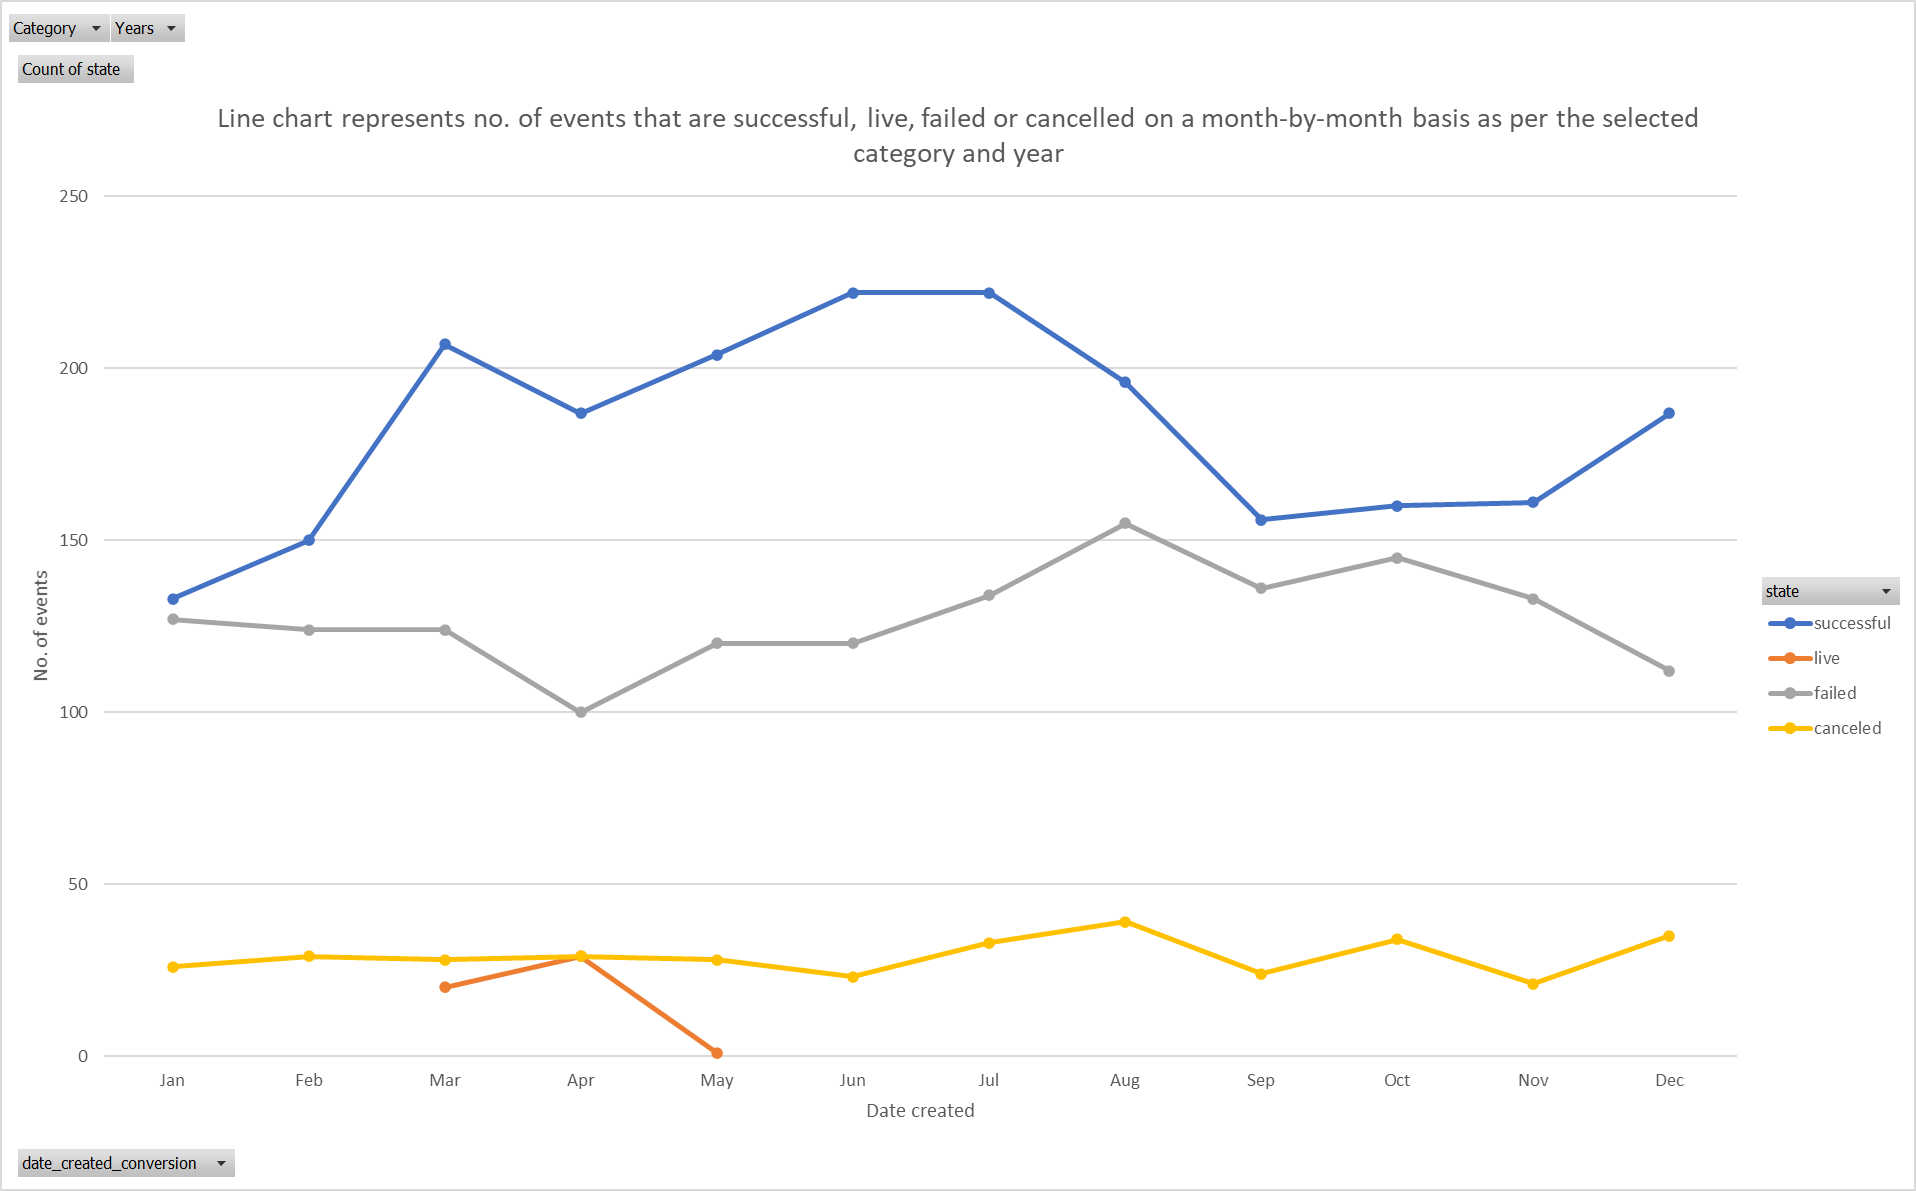 Category Years
Count of state
Line chart represents no. of events that are successful, live, failed or cancelled on a month-by-month basis as per the selected
category and year
250
200
150
100
50
0
No. of events
Jan Feb Mar Apr May Jun Jul Aug Sep Oct Nov Dec
Date created
state
successful
live
failed
canceled
date_created_conversion